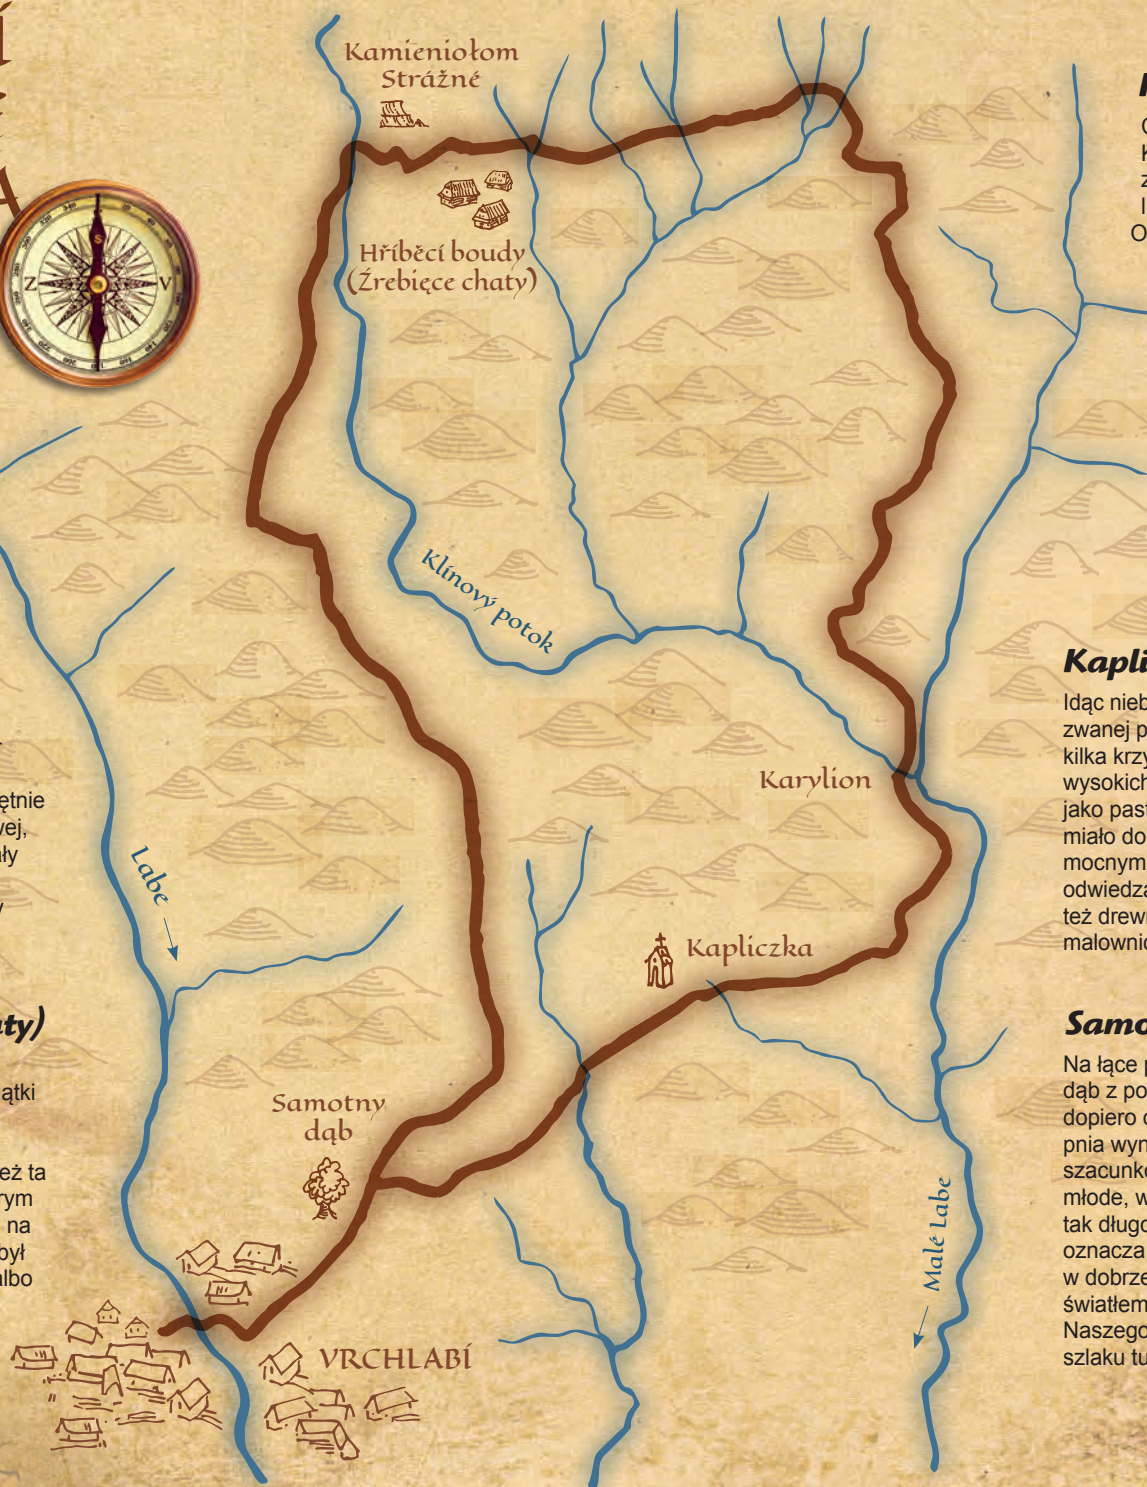 Kamieniołom
Strážné
Hříběcí boudy
(Źrebięce chaty)
S
Z
V
Klínový potok
Karylion
Labe
Kapliczka
Samotny
dąb
Malé Labe
VRCHLABÍ
ętnie
wej,
ały
y
aty)
ątki
eż ta
rym
na
był
albo
Kapli
Idąc nieb
zwanej p
kilka krzy
wysokich
jako past
miało do
mocnym
odwiedza
też drew
malownic
Samo
Na łące p
dąb z po
dopiero o
pnia wyn
szacunko
młode, w
tak długo
oznacza
w dobrze
światłem
Naszego
szlaku tu